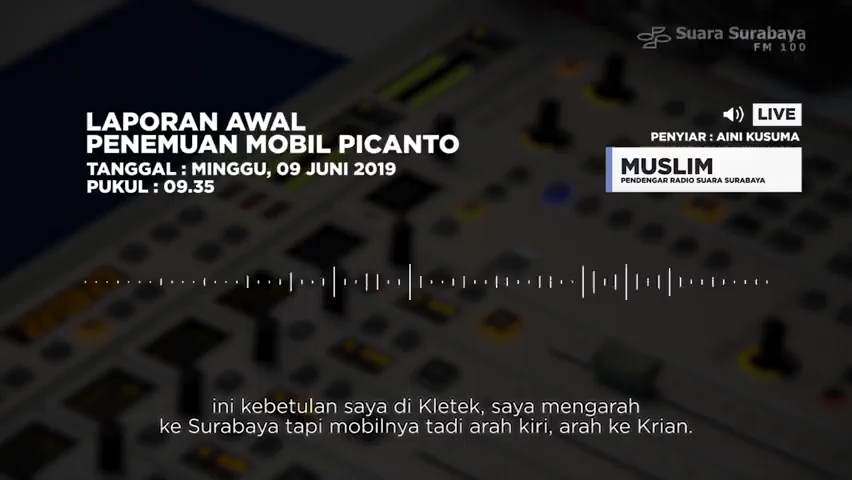 Suara Surabaya
FM 100
LAPORAN AWAL
PENEMUAN MOBIL PICANTO
TANGGAL : MINGGU, 09 JUNI 2019
PUKUL : 09.35
LIVE
PENYIAR : AINI KUSUMA
MUSLIM
PENDENGAR RADIO SUARA SURABAYA
ini kebetulan saya di Kletek, saya mengarah
ke Surabaya tapi mobilnya tadi arah kiri, arah ke Krian.